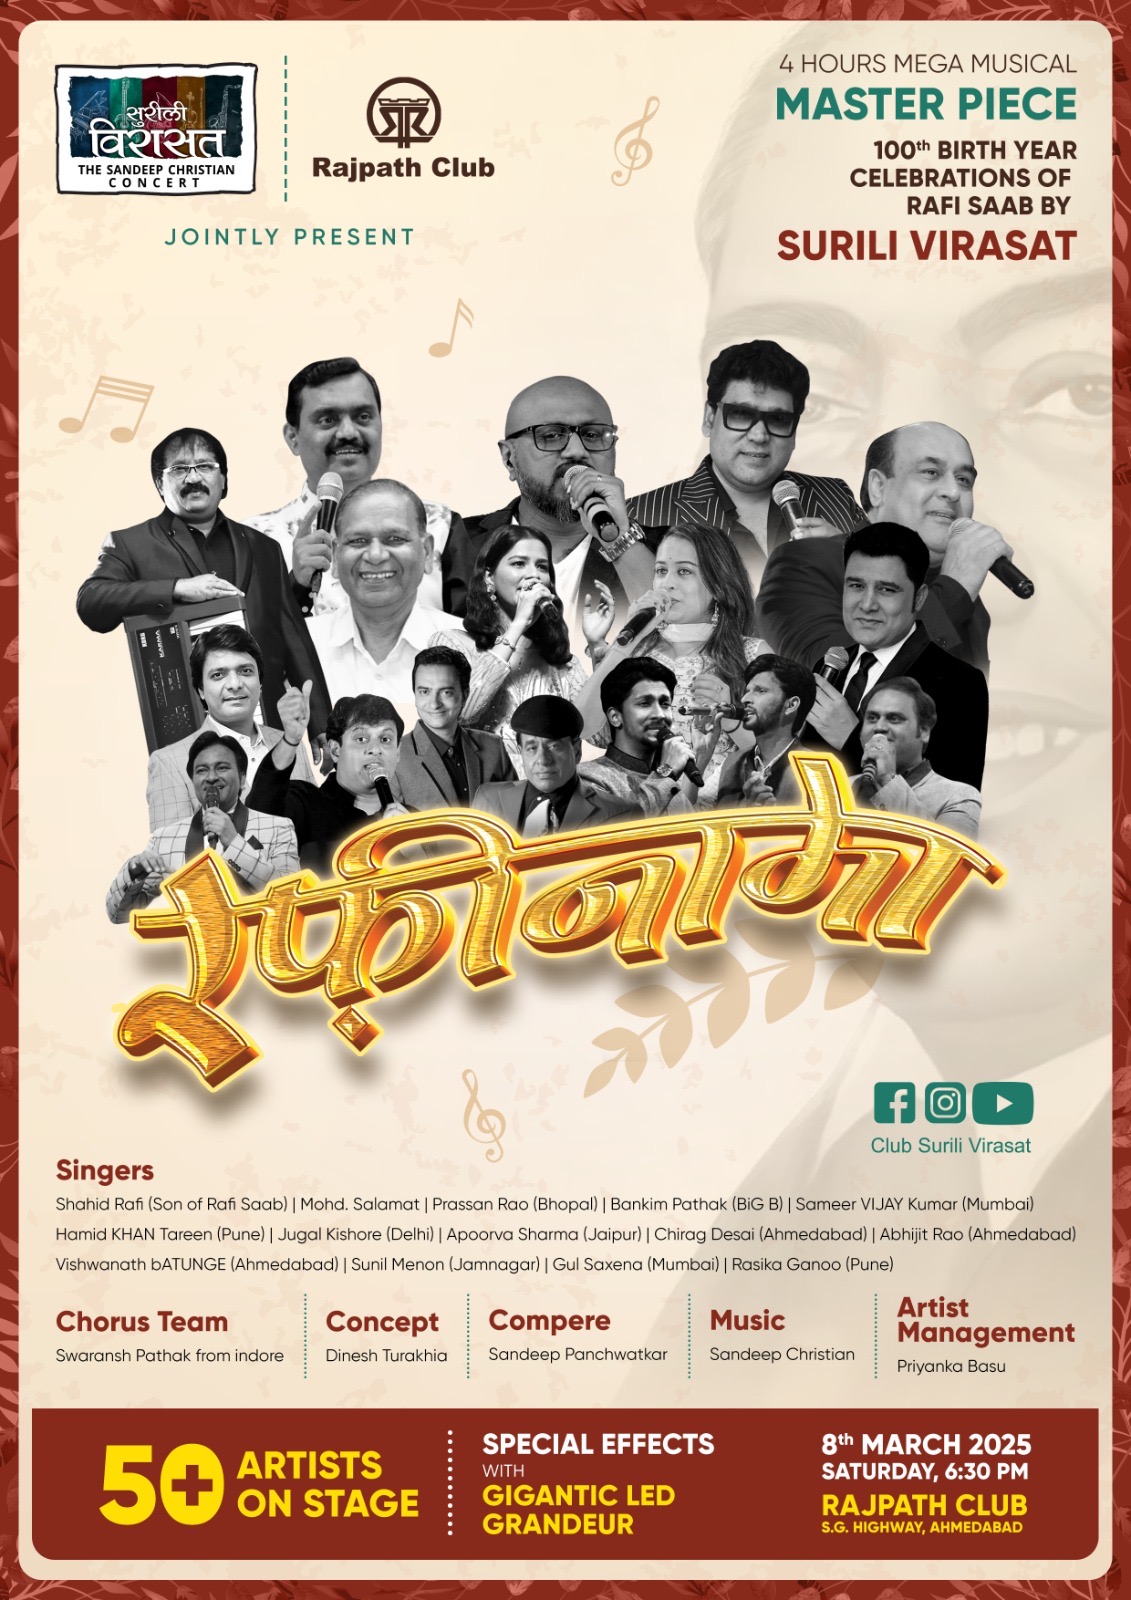 सुरीली
विरासत
THE SANDEEP CHRISTIAN
CONCERT
Rajpath Club
JOINTLY PRESENT
4 HOURS MEGA MUSICAL
MASTER PIECE
100th BIRTH YEAR
CELEBRATIONS OF
RAFI SAAB BY
SURILI VIRASAT
KARMA
रफ़ीनामा
Club Surili Virasat
Singers
Shahid Rafi (Son of Rafi Saab) | Mohd. Salamat | Prassan Rao (Bhopal) | Bankim Pathak (BiG B) | Sameer VIJAY Kumar (Mumbai)
Hamid KHAN Tareen (Pune) | Jugal Kishore (Delhi) | Apoorva Sharma (Jaipur) | Chirag Desai (Ahmedabad) | Abhijit Rao (Ahmedabad)
Vishwanath bATUNGE (Ahmedabad) | Sunil Menon (Jamnagar) | Gul Saxena (Mumbai) | Rasika Ganoo (Pune)
Chorus Team
Swaransh Pathak from indore
Concept
Dinesh Turakhia
Compere
Sandeep Panchwatkar
Music
Sandeep Christian
Artist
Management
Priyanka Basu
50+ ARTISTS
ON STAGE
SPECIAL EFFECTS
WITH
GIGANTIC LED
GRANDEUR
8th MARCH 2025
SATURDAY, 6:30 PM
RAJPATH CLUB
S.G. HIGHWAY, AHMEDABAD